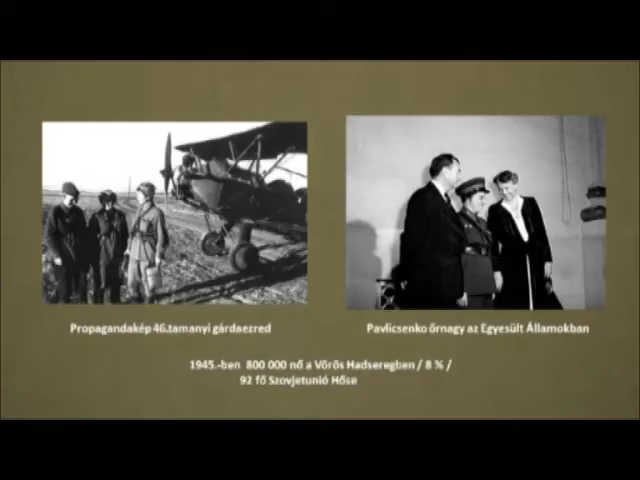 Propagandakép 46.tamanyi gárdaezred
Pavlicsenko őrnagy az Egyesült Államokban
1945.-ben 800 000 nő a Vörös Hadseregben / 8 % /
92 fő Szovjetunió Hőse